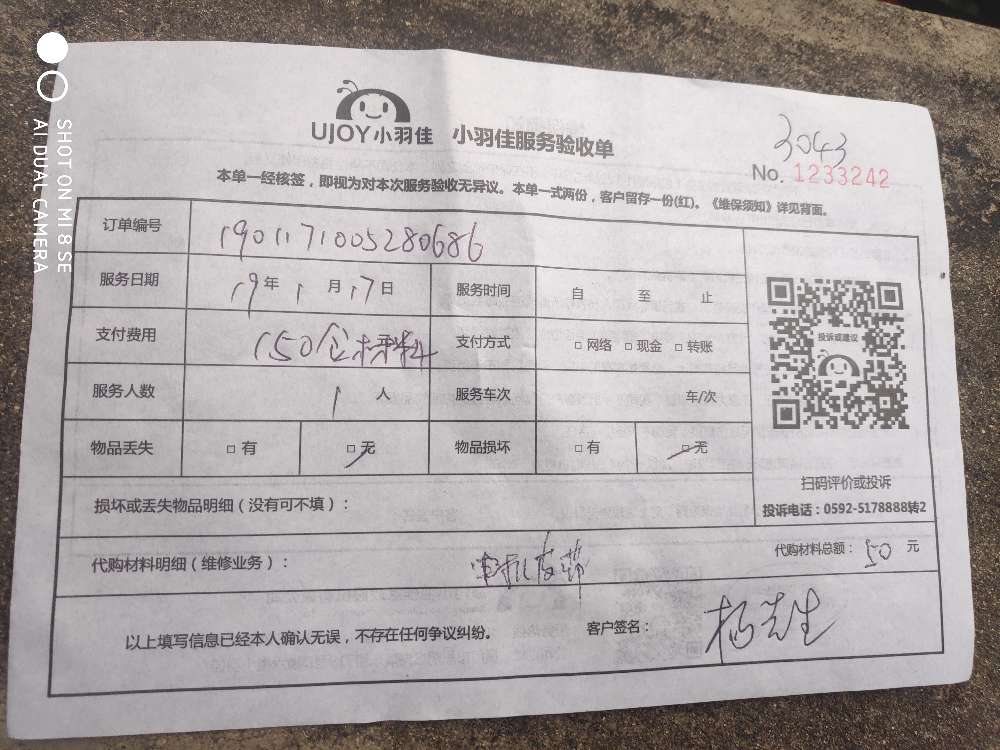 SHOT ON MI 8 SE
AI DUAL CAMERA
UJOY小羽佳 小羽佳服务验收单
3043
No. 1233242
本单一经核签，即视为对本次服务验收无异议。本单一式两份，客户留存一份(红)。《维保须知》详见背面。
订单编号 1901171005280686
服务日期 19年1月17日 服务时间 自 至 止
支付费用 150 支付方式 □网络 □现金 □转账
服务人数 1人 服务车次 车/次
物品丢失 □有 □无 物品损坏 □有 □无
投诉或建议
扫码评价或投诉
投诉电话：0592-5178888转2
损坏或丢失物品明细（没有可不填）：
代购材料明细（维修业务）：
代购材料总额：50元
以上填写信息已经本人确认无误，不存在任何争议纠纷。 客户签名：杨先生